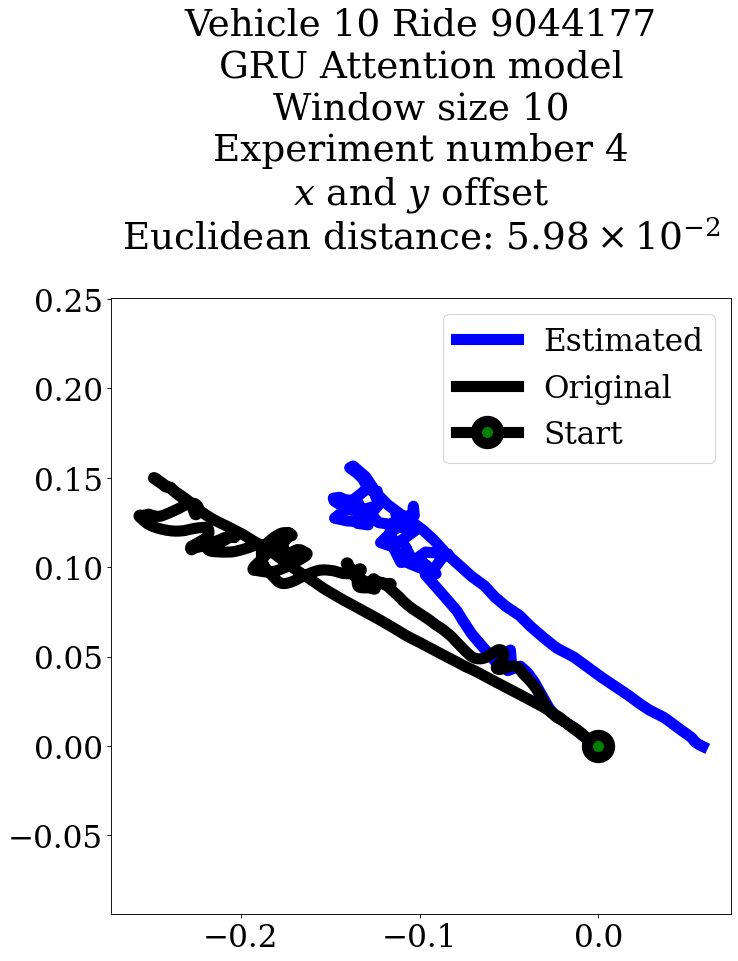 Vehicle 10 Ride 9044177
GRU Attention model
Window size 10
Experiment number 4
x and y offset
Euclidean distance: 5.98 × 10⁻²
0.25
0.20
0.15
0.10
0.05
0.00
−0.05
Estimated
Original
Start
−0.2
−0.1
0.0